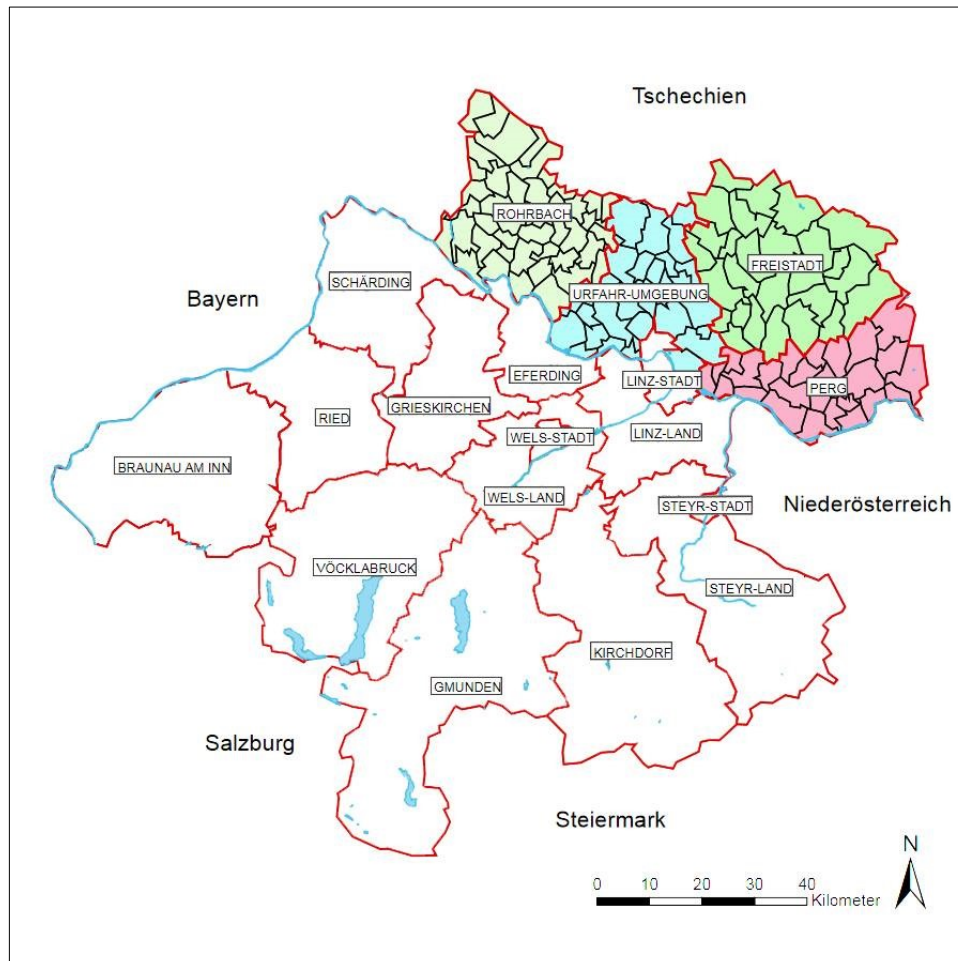 Tschechien
ROHRBACH
FREISTADT
SCHÄRDING
Bayern
URFAHR-UMGEBUNG
EFERDING
LINZ-STADT
PERG
GRIESKIRCHEN
RIED
WELS-STADT
LINZ-LAND
BRAUNAU AM INN
WELS-LAND
STEYR-STADT
Niederösterreich
VÖCKLABRUCK
STEYR-LAND
KIRCHDORF
GMUNDEN
Salzburg
Steiermark
N
0 10 20 30 40
Kilometer